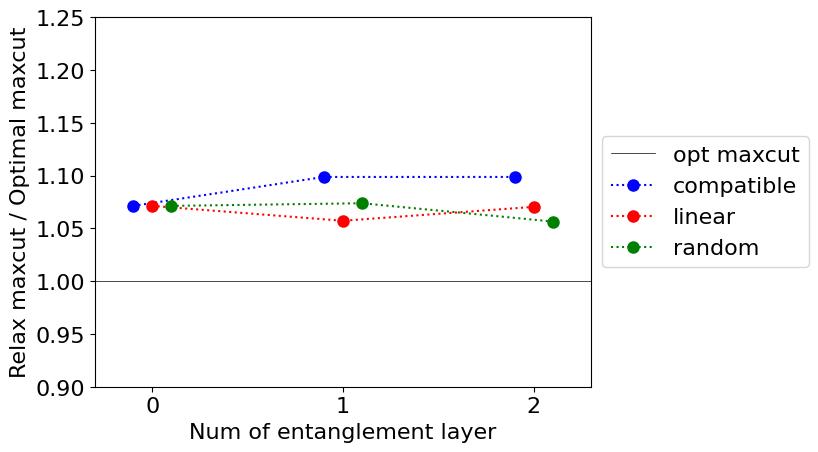 Relax maxcut / Optimal maxcut
1.25
1.20
1.15
1.10
1.05
1.00
0.95
0.90
0
1
2
Num of entanglement layer
opt maxcut
compatible
linear
random